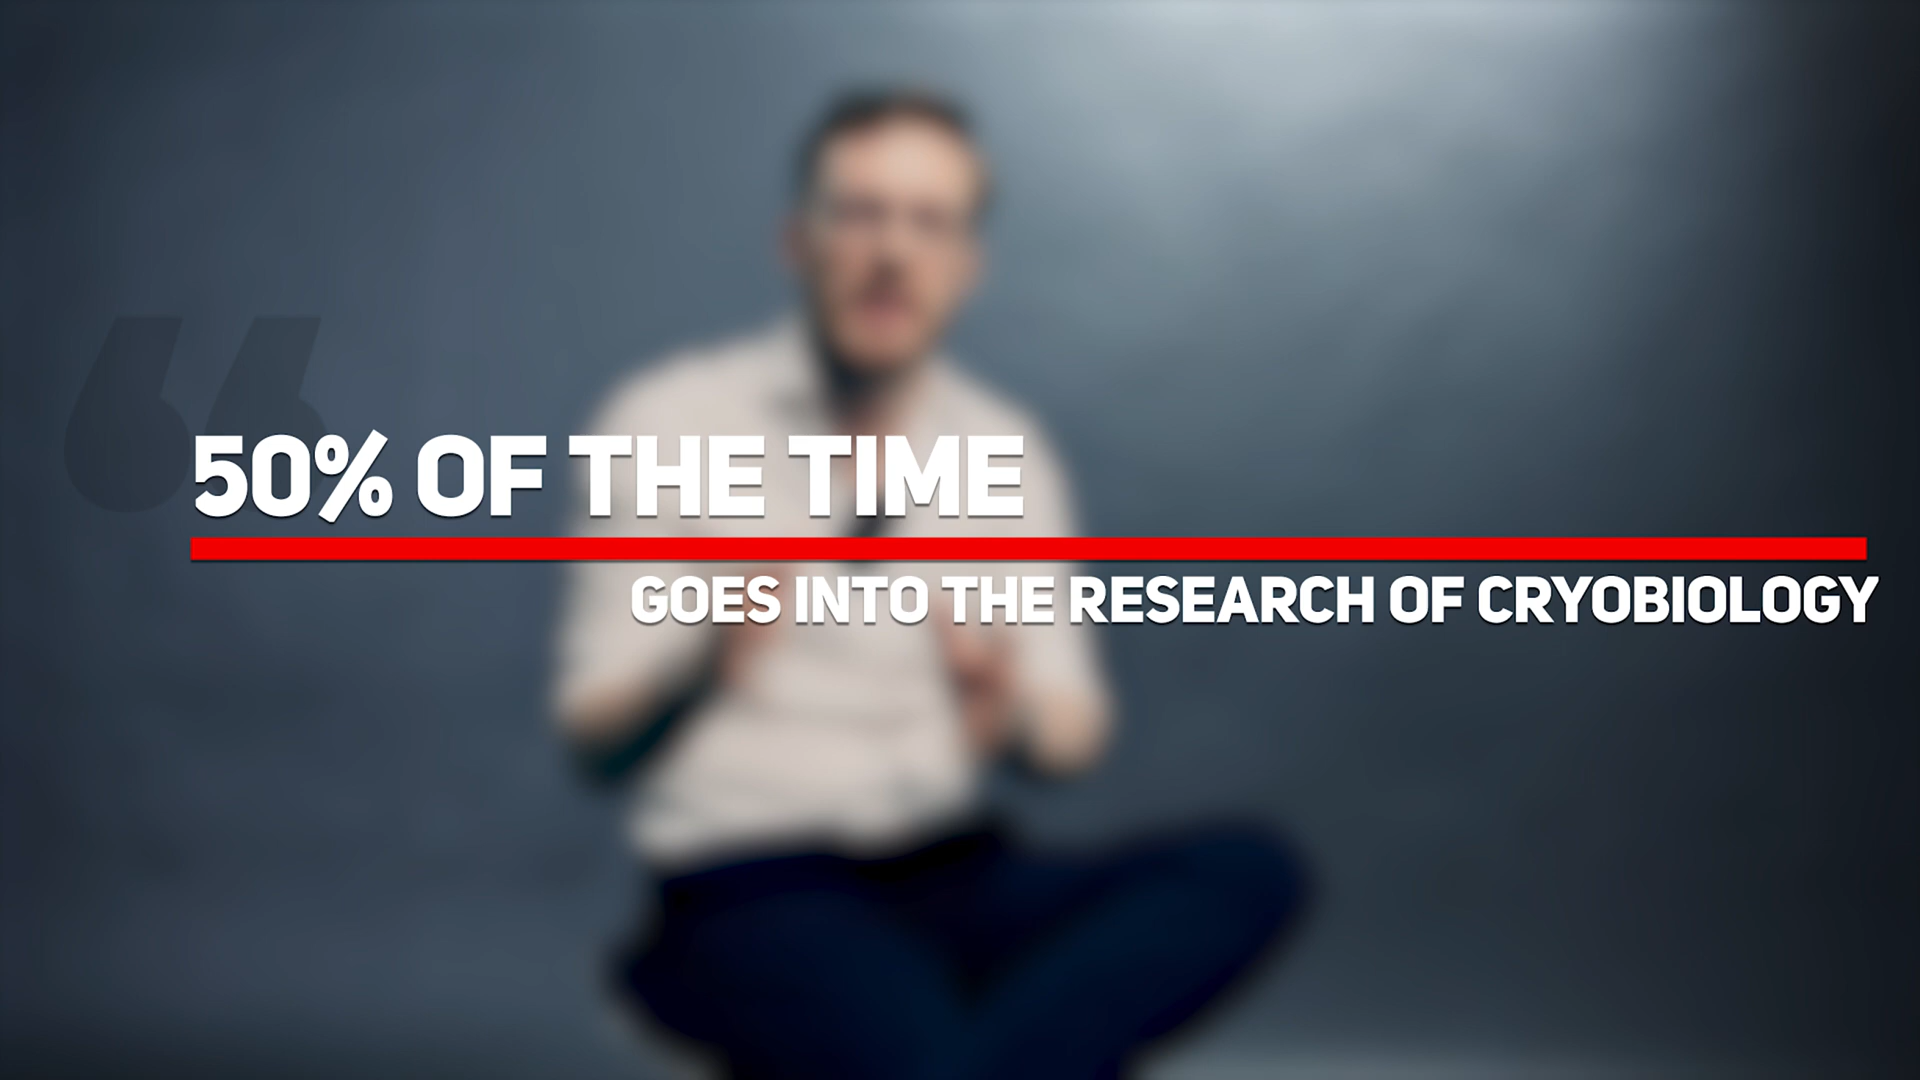 “
50% OF THE TIME
GOES INTO THE RESEARCH OF CRYOBIOLOGY